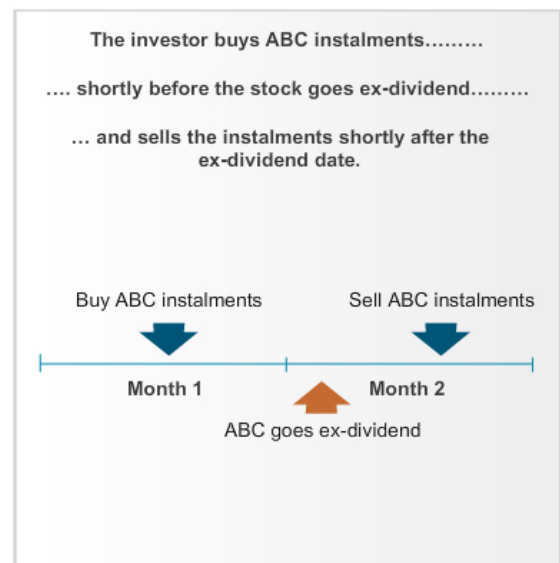 The investor buys ABC instalments………
…. shortly before the stock goes ex-dividend………
… and sells the instalments shortly after the
ex-dividend date.
Buy ABC instalments
Sell ABC instalments
Month 1
Month 2
ABC goes ex-dividend